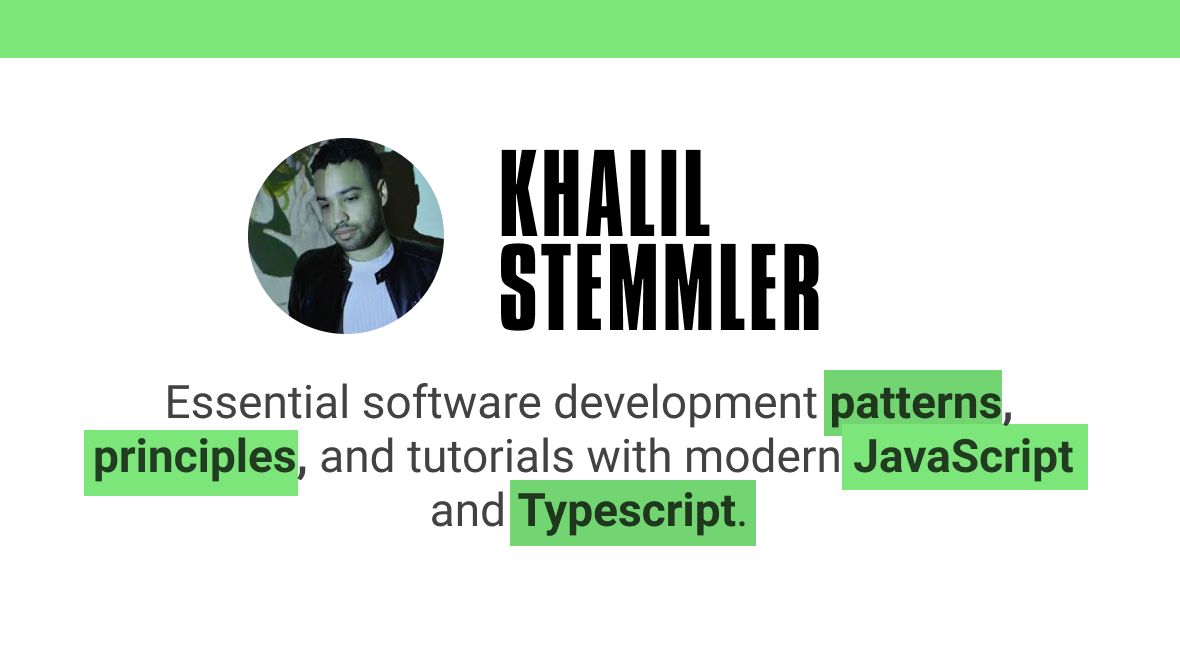 KHALIL
STEMMLER
Essential software development patterns,
principles, and tutorials with modern JavaScript
and Typescript.